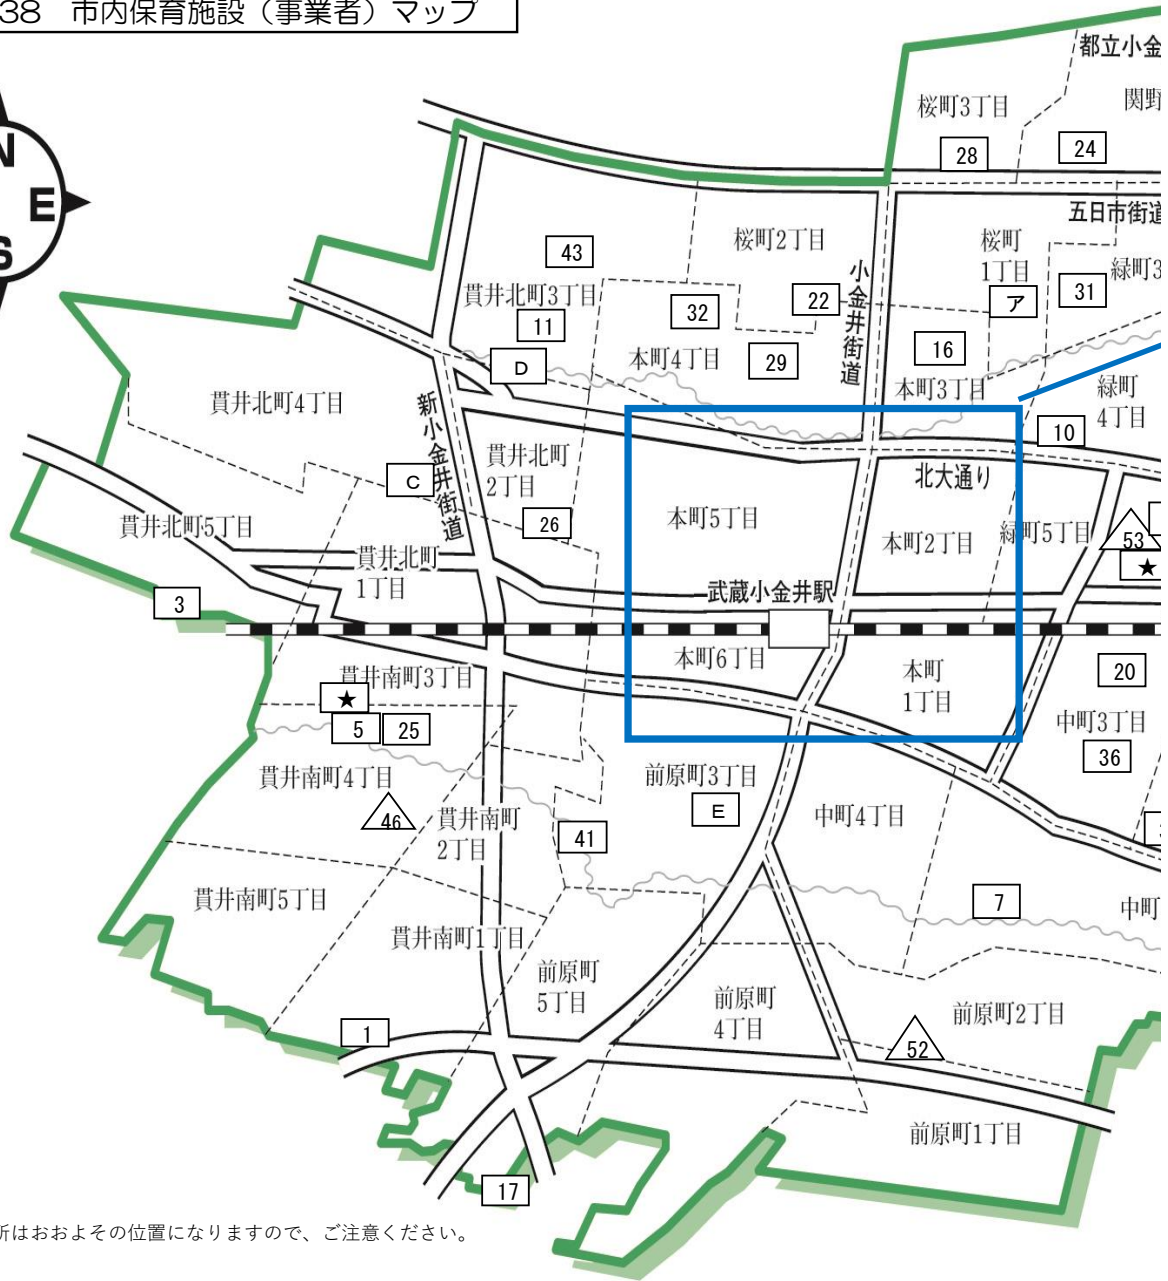 38　市内保育施設（事業者）マップ
N
E
S
都立小金
関野
桜町3丁目
28
24
五日市街道
桜町2丁目
桜町
1丁目
緑町3
43
小金井街道
貫井北町3丁目
22
ア
31
32
11
16
本町4丁目
29
D
本町3丁目
緑町
4丁目
貫井北町4丁目
新小金井街道
10
貫井北町
2丁目
北大通り
C
26
本町5丁目
本町2丁目
緑町5丁目
53
貫井北町5丁目
貫井北町
1丁目
★
武蔵小金井駅
3
本町6丁目
本町
1丁目
20
貫井南町3丁目
★
5
25
中町3丁目
36
貫井南町4丁目
前原町3丁目
E
中町4丁目
46
貫井南町
2丁目
41
貫井南町5丁目
7
中町
貫井南町1丁目
前原町
5丁目
前原町
4丁目
前原町2丁目
1
52
前原町1丁目
17
所はおおよその位置になりますので、ご注意ください。